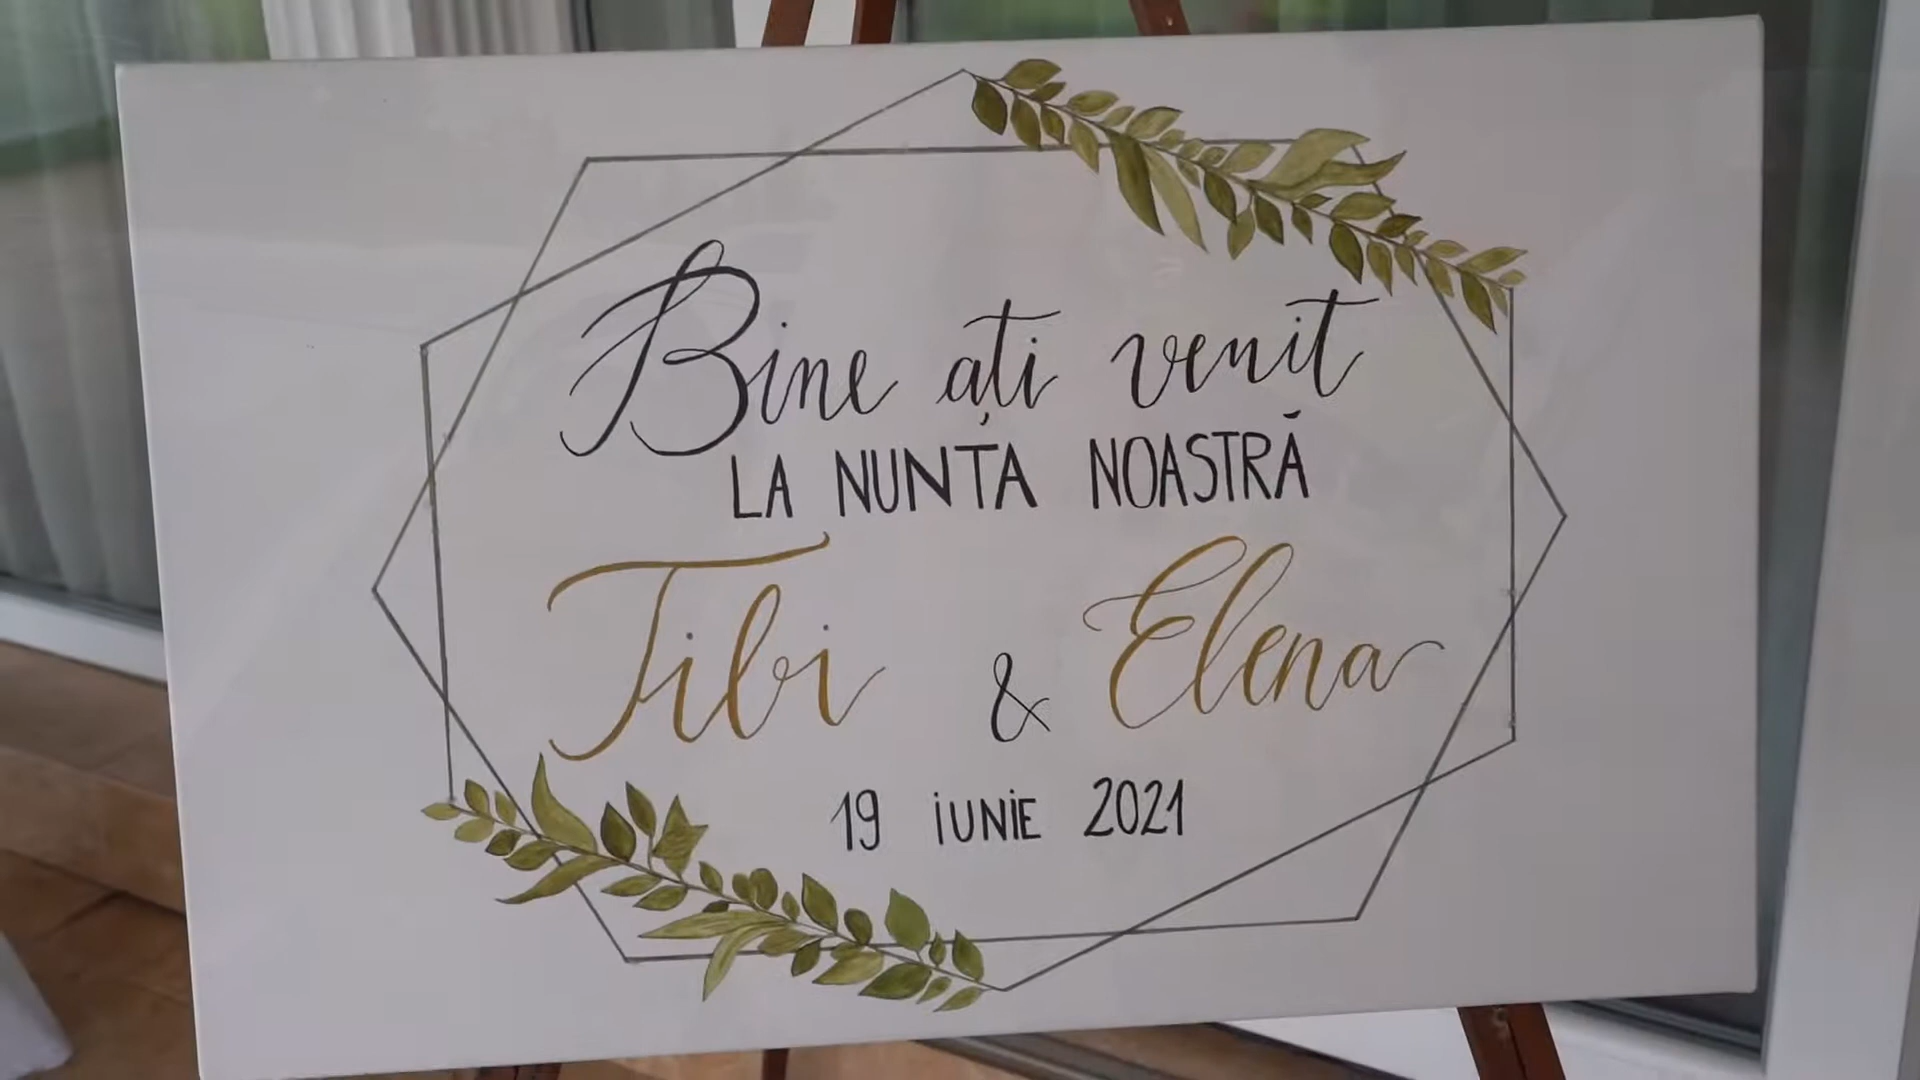 Bine ați venit
LA NUNTA NOASTRĂ
Tibi & Elena
19 iunie 2021